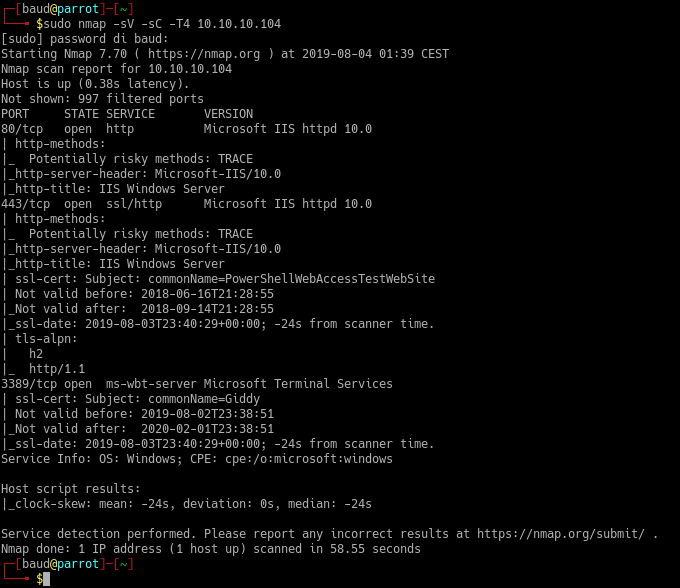 ┌─[baud@parrot]─[~]
└──╼ $sudo nmap -sV -sC -T4 10.10.10.104
[sudo] password di baud:
Starting Nmap 7.70 ( https://nmap.org ) at 2019-08-04 01:39 CEST
Nmap scan report for 10.10.10.104
Host is up (0.38s latency).
Not shown: 997 filtered ports
PORT     STATE SERVICE       VERSION
80/tcp   open  http          Microsoft IIS httpd 10.0
| http-methods:
|_  Potentially risky methods: TRACE
|_http-server-header: Microsoft-IIS/10.0
|_http-title: IIS Windows Server
443/tcp  open  ssl/http      Microsoft IIS httpd 10.0
| http-methods:
|_  Potentially risky methods: TRACE
|_http-server-header: Microsoft-IIS/10.0
|_http-title: IIS Windows Server
| ssl-cert: Subject: commonName=PowerShellWebAccessTestWebSite
| Not valid before: 2018-06-16T21:28:55
|_Not valid after:  2018-09-14T21:28:55
|_ssl-date: 2019-08-03T23:40:29+00:00; -24s from scanner time.
| tls-alpn:
|   h2
|_  http/1.1
3389/tcp open  ms-wbt-server Microsoft Terminal Services
| ssl-cert: Subject: commonName=Giddy
| Not valid before: 2019-08-02T23:38:51
|_Not valid after:  2020-02-01T23:38:51
|_ssl-date: 2019-08-03T23:40:29+00:00; -24s from scanner time.
Service Info: OS: Windows; CPE: cpe:/o:microsoft:windows

Host script results:
|_clock-skew: mean: -24s, deviation: 0s, median: -24s

Service detection performed. Please report any incorrect results at https://nmap.org/submit/ .
Nmap done: 1 IP address (1 host up) scanned in 58.55 seconds
┌─[baud@parrot]─[~]
└──╼ $